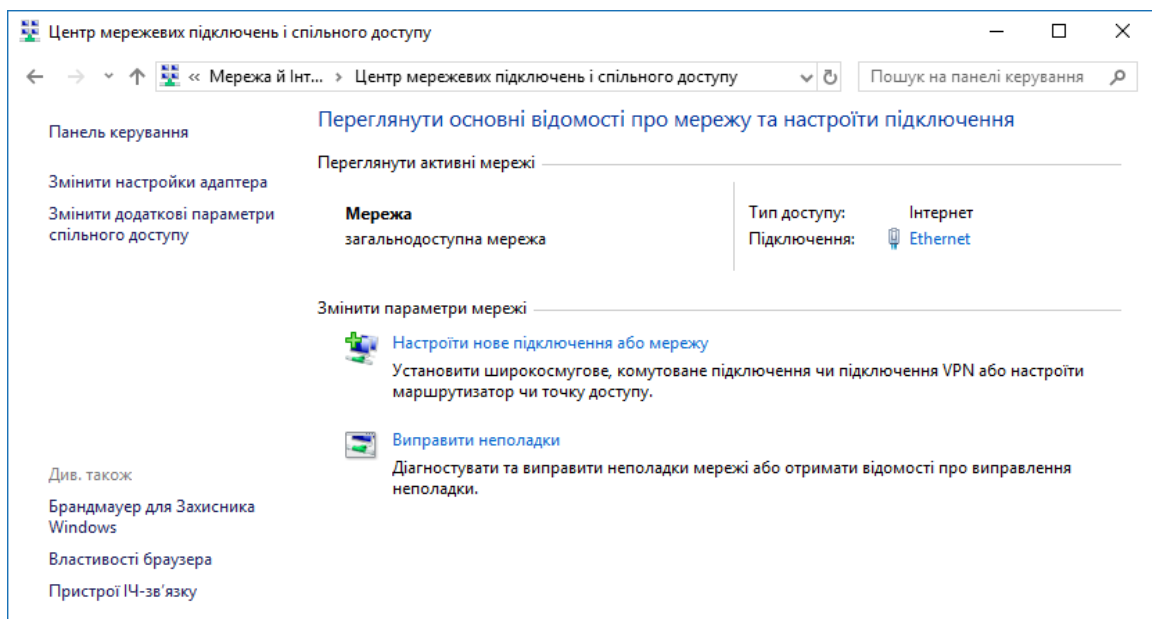 Центр мережевих підключень і спільного доступу
« Мережа й Інт... › Центр мережевих підключень і спільного доступу
Пошук на панелі керування
Панель керування
Змінити настройки адаптера
Змінити додаткові параметри
спільного доступу
Переглянути основні відомості про мережу та настроїти підключення
Переглянути активні мережі
Мережа
загальнодоступна мережа
Тип доступу: Інтернет
Підключення: Ethernet
Змінити параметри мережі
Настроїти нове підключення або мережу
Установити широкосмугове, комутоване підключення чи підключення VPN або настроїти
маршрутизатор чи точку доступу.
Виправити неполадки
Діагностувати та виправити неполадки мережі або отримати відомості про виправлення
неполадки.
Див. також
Брандмауер для Захисника
Windows
Властивості браузера
Пристрої ІЧ-зв'язку